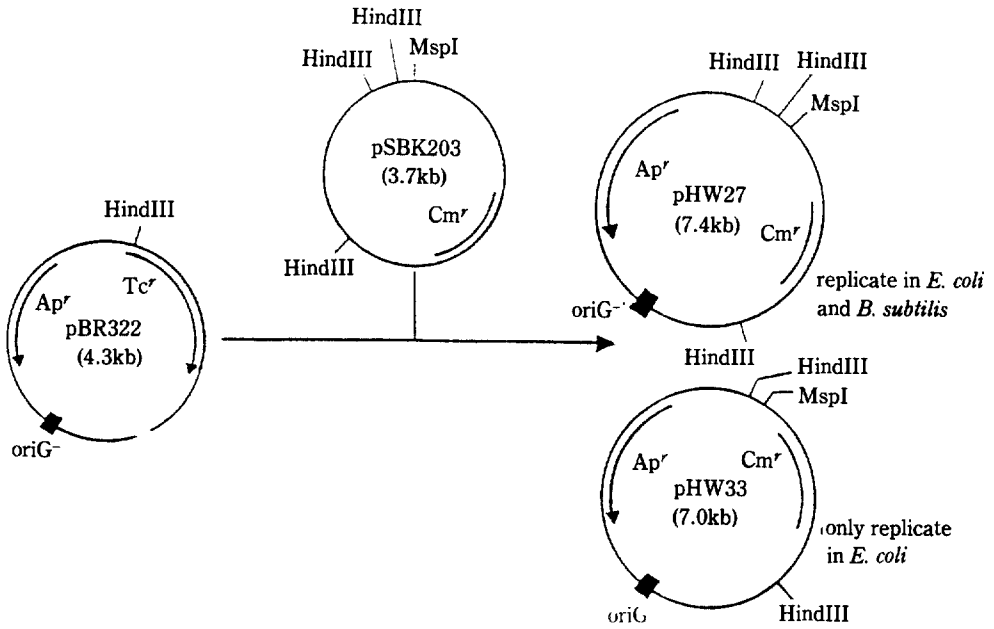 HindIII
HindIII
MspI
pSBK203
(3.7kb)
Cmʳ
HindIII
HindIII
Apʳ
Tcʳ
pBR322
(4.3kb)
oriG⁻
HindIII
HindIII
MspI
Apʳ
pHW27
(7.4kb)
Cmʳ
oriG⁻
replicate in E. coli
and B. subtilis
HindIII
HindIII
MspI
Apʳ
Cmʳ
pHW33
(7.0kb)
only replicate
in E. coli
oriG
HindIII